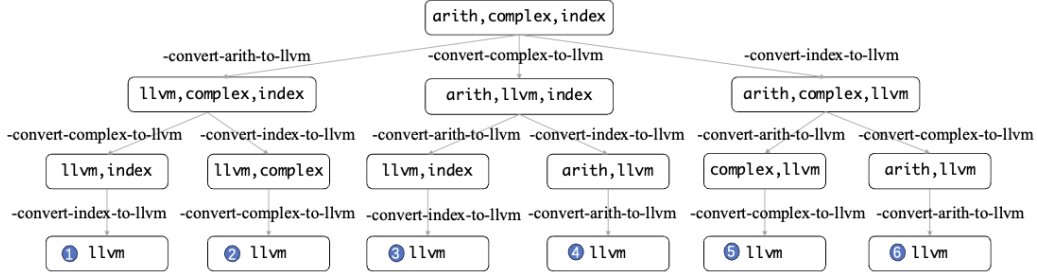 arith,complex,index
-convert-arith-to-llvm
-convert-complex-to-llvm
-convert-index-to-llvm
llvm,complex,index
arith,llvm,index
arith,complex,llvm
-convert-complex-to-llvm
-convert-index-to-llvm
-convert-arith-to-llvm
-convert-index-to-llvm
-convert-arith-to-llvm
-convert-complex-to-llvm
llvm,index
llvm,complex
llvm,index
arith,llvm
complex,llvm
arith,llvm
-convert-index-to-llvm
-convert-complex-to-llvm
-convert-index-to-llvm
-convert-arith-to-llvm
-convert-complex-to-llvm
-convert-arith-to-llvm
1 llvm
2 llvm
3 llvm
4 llvm
5 llvm
6 llvm